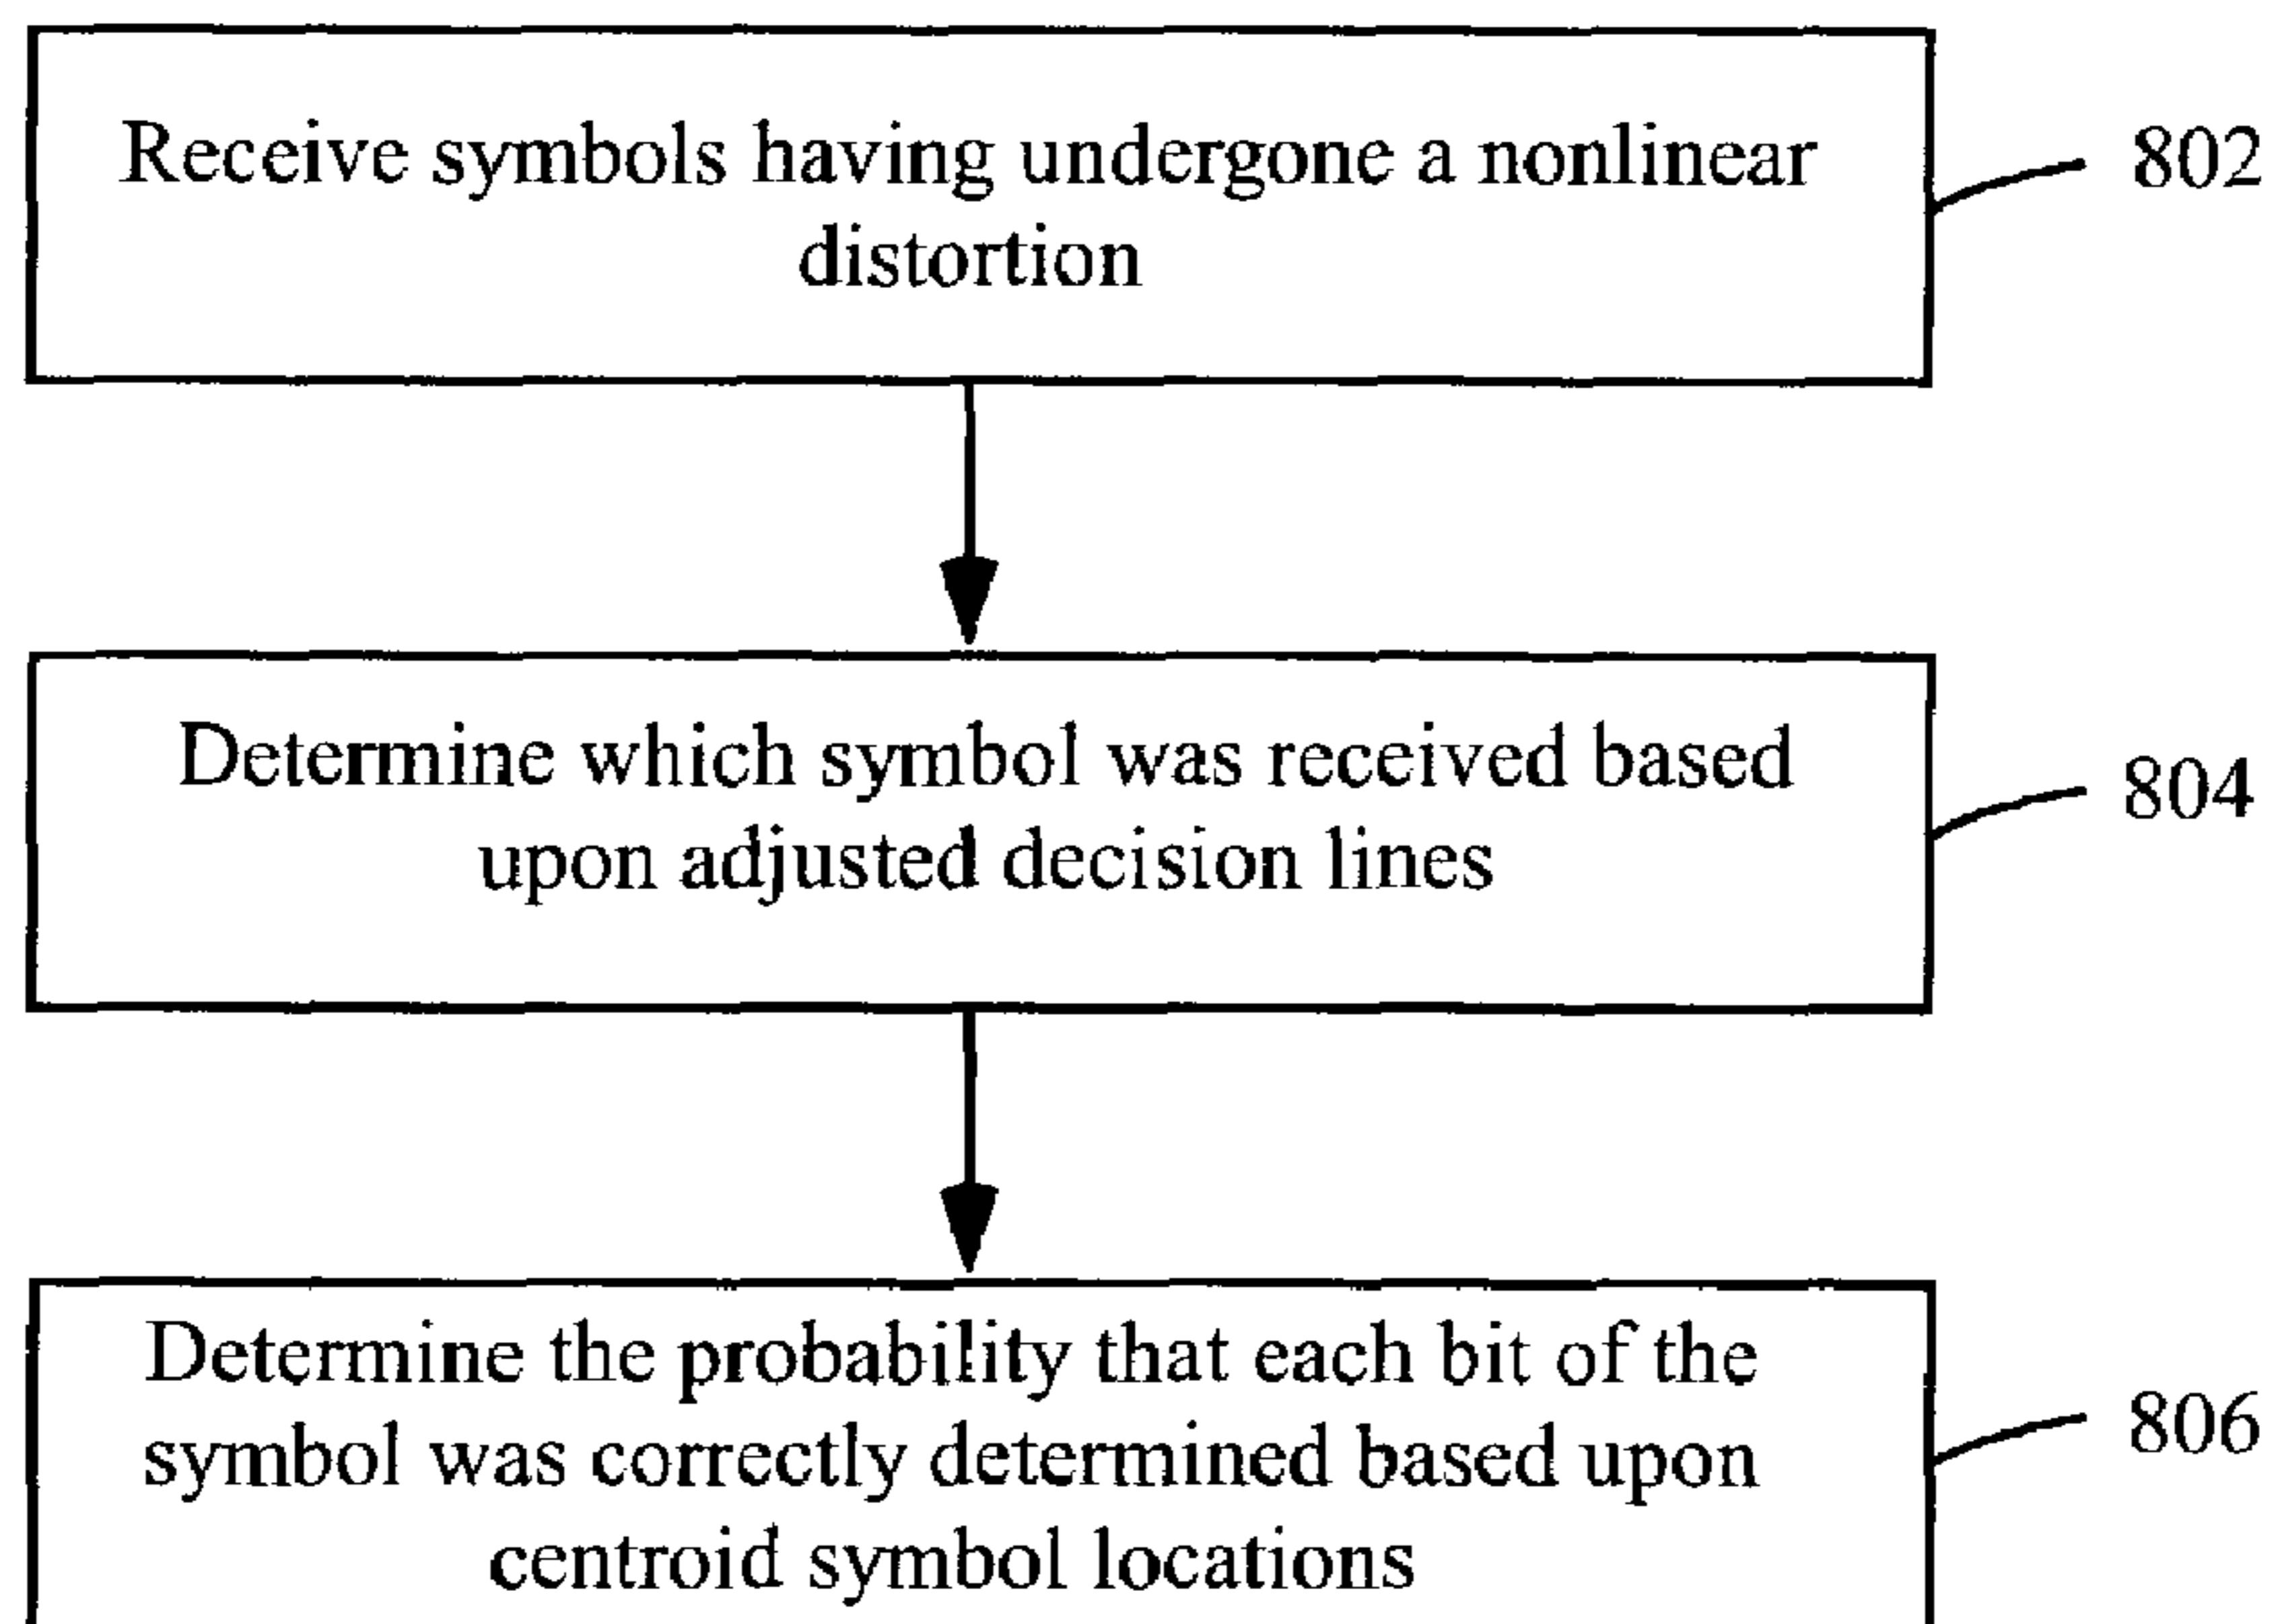 Receive symbols having undergone a nonlinear
distortion
802
Determine which symbol was received based
upon adjusted decision lines
804
Determine the probability that each bit of the
symbol was correctly determined based upon
centroid symbol locations
806